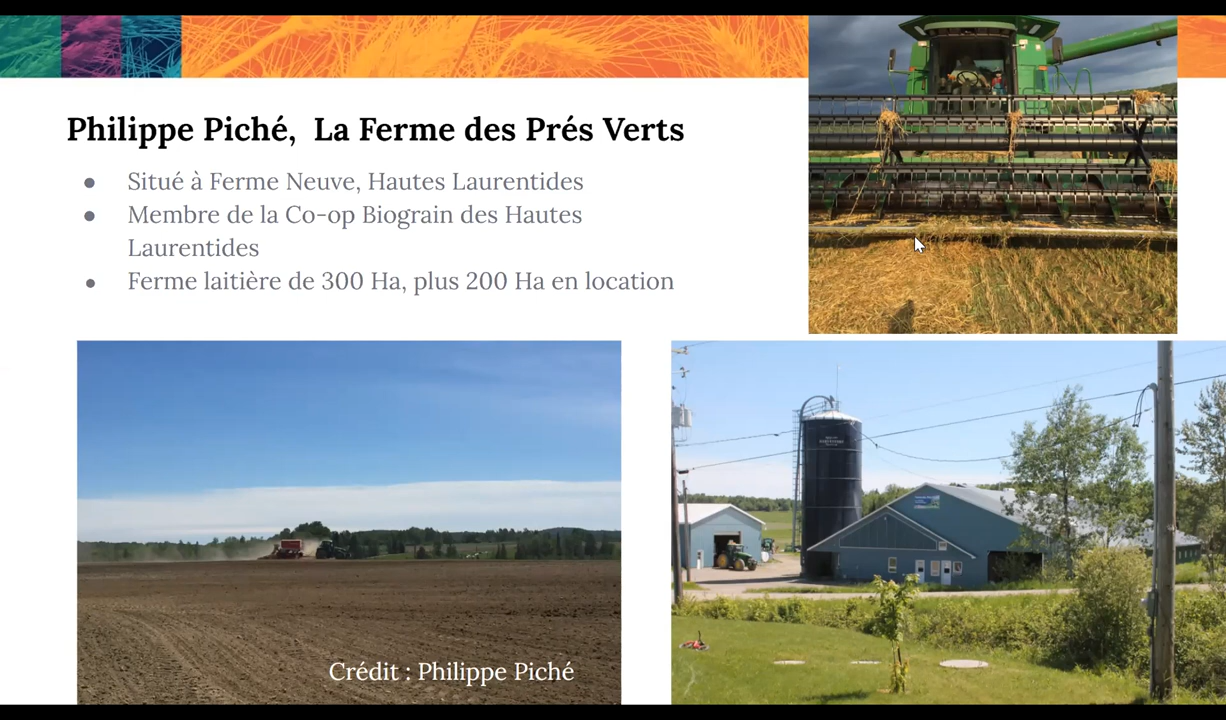 Philippe Piché,  La Ferme des Prés Verts
Situé à Ferme Neuve, Hautes Laurentides
Membre de la Co-op Biograin des Hautes
Laurentides
Ferme laitière de 300 Ha, plus 200 Ha en location
Crédit : Philippe Piché